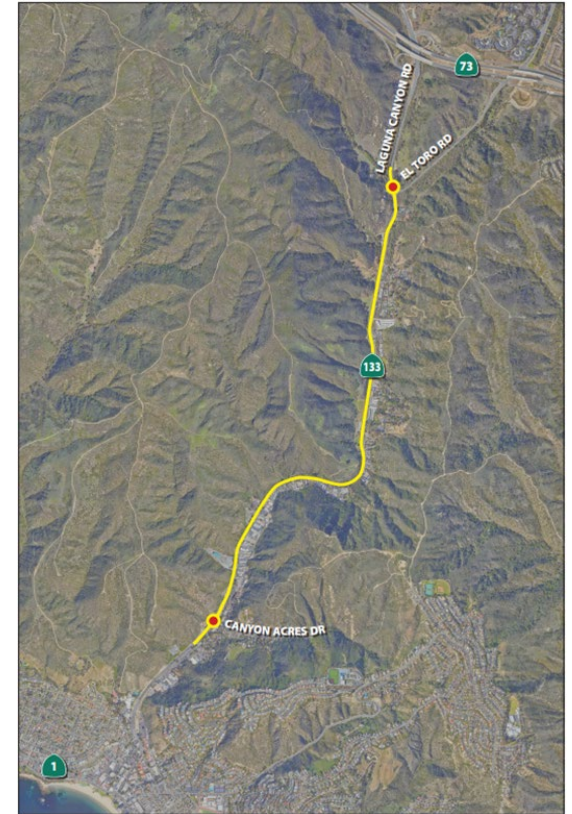 73
LAGUNA CANYON RD
EL TORO RD
133
CANYON ACRES DR
1